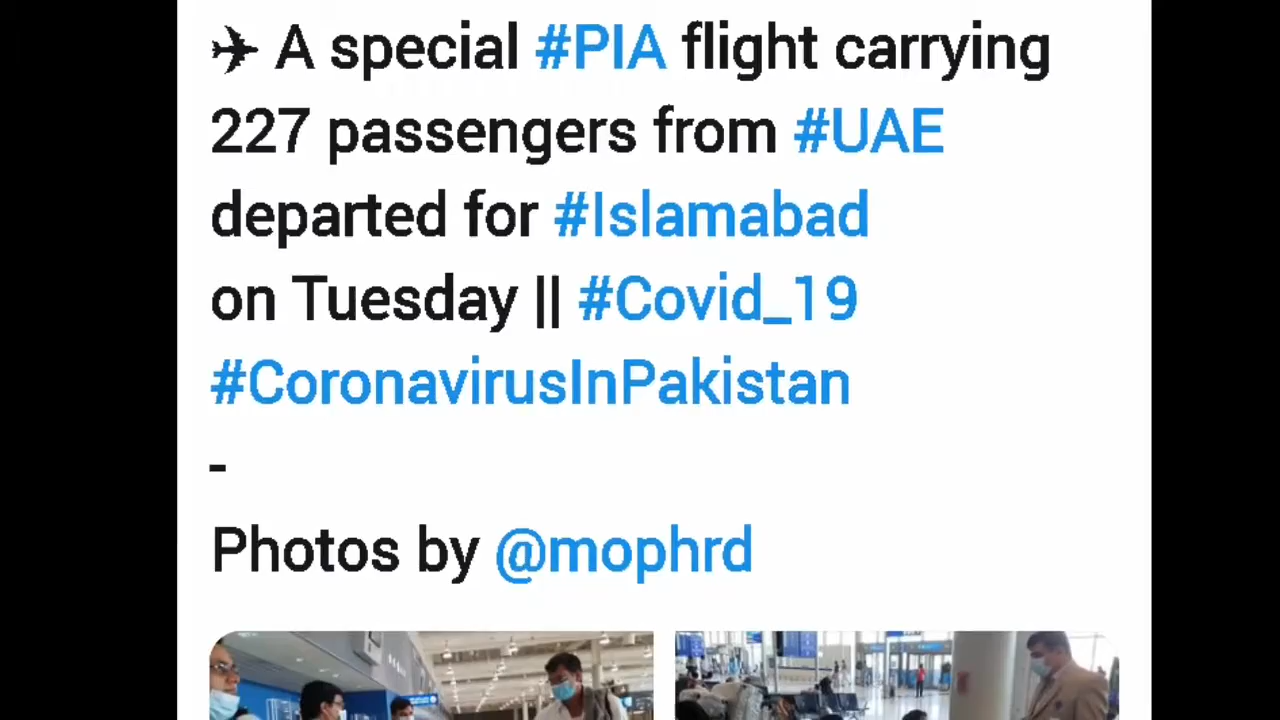 ✈ A special #PIA flight carrying
227 passengers from #UAE
departed for #Islamabad
on Tuesday || #Covid_19
#CoronavirusInPakistan
-
Photos by @mophrd